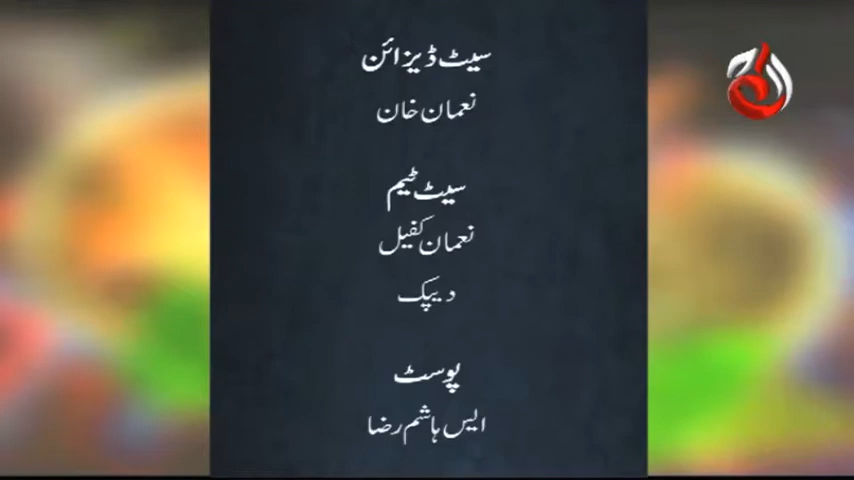 سیٹ ڈیزائن
نعمان خان
سیٹ ٹیم
نعمان کفیل
دیپک
پوسٹ
ایس ہاشم رضا